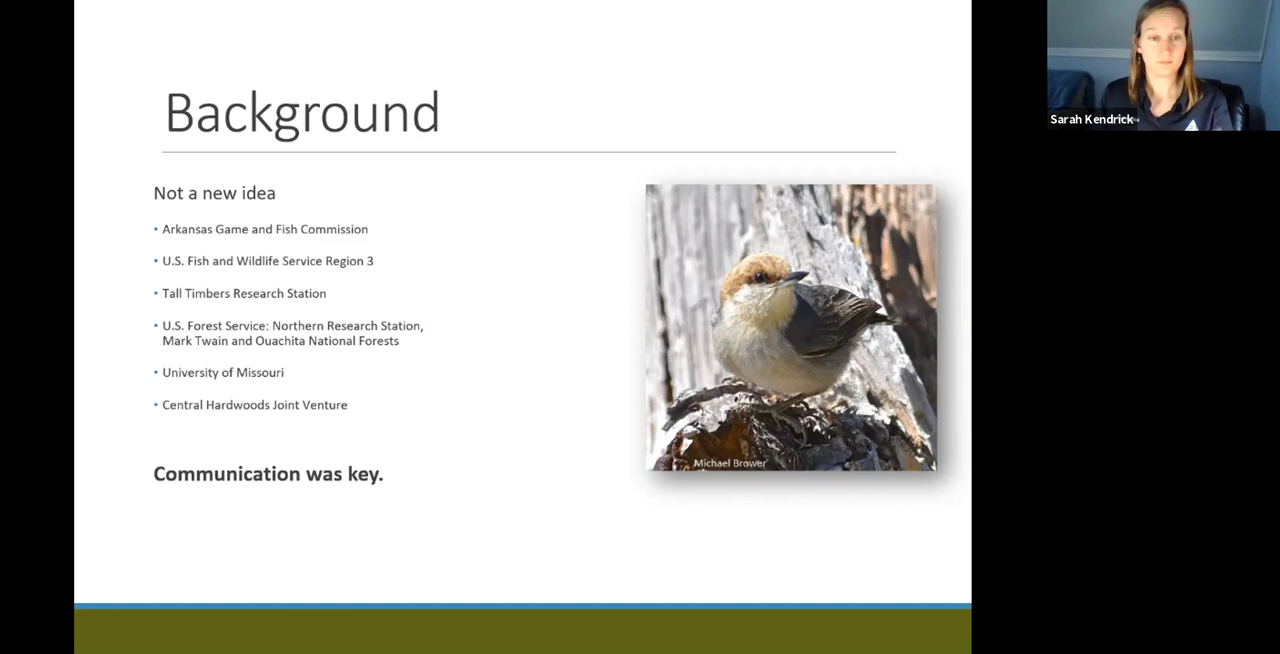 Background
Not a new idea
• Arkansas Game and Fish Commission
• U.S. Fish and Wildlife Service Region 3
• Tall Timbers Research Station
• U.S. Forest Service: Northern Research Station,
Mark Twain and Ouachita National Forests
• University of Missouri
• Central Hardwoods Joint Venture
Communication was key.
Michael Brower
Sarah Kendrick